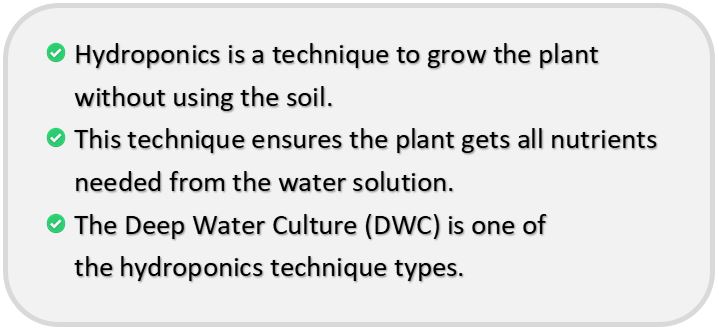 Hydroponics is a technique to grow the plant
without using the soil.
This technique ensures the plant gets all nutrients
needed from the water solution.
The Deep Water Culture (DWC) is one of
the hydroponics technique types.